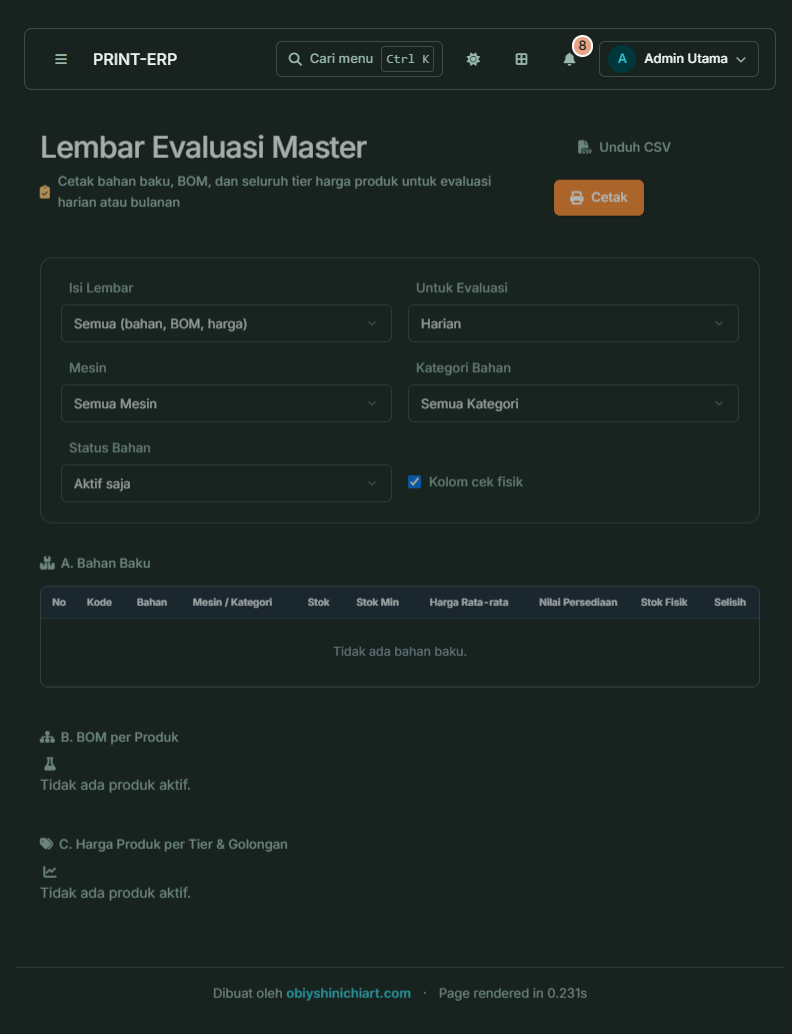 PRINT-ERP
Cari menu Ctrl K
8
A Admin Utama
Lembar Evaluasi Master
Cetak bahan baku, BOM, dan seluruh tier harga produk untuk evaluasi
harian atau bulanan
Unduh CSV
Cetak
Isi Lembar
Semua (bahan, BOM, harga)
Untuk Evaluasi
Harian
Mesin
Semua Mesin
Kategori Bahan
Semua Kategori
Status Bahan
Aktif saja
Kolom cek fisik
A. Bahan Baku
No Kode Bahan Mesin / Kategori Stok Stok Min Harga Rata-rata Nilai Persediaan Stok Fisik Selisih
Tidak ada bahan baku.
B. BOM per Produk
Tidak ada produk aktif.
C. Harga Produk per Tier & Golongan
Tidak ada produk aktif.
Dibuat oleh obiyshinichiart.com · Page rendered in 0.231s